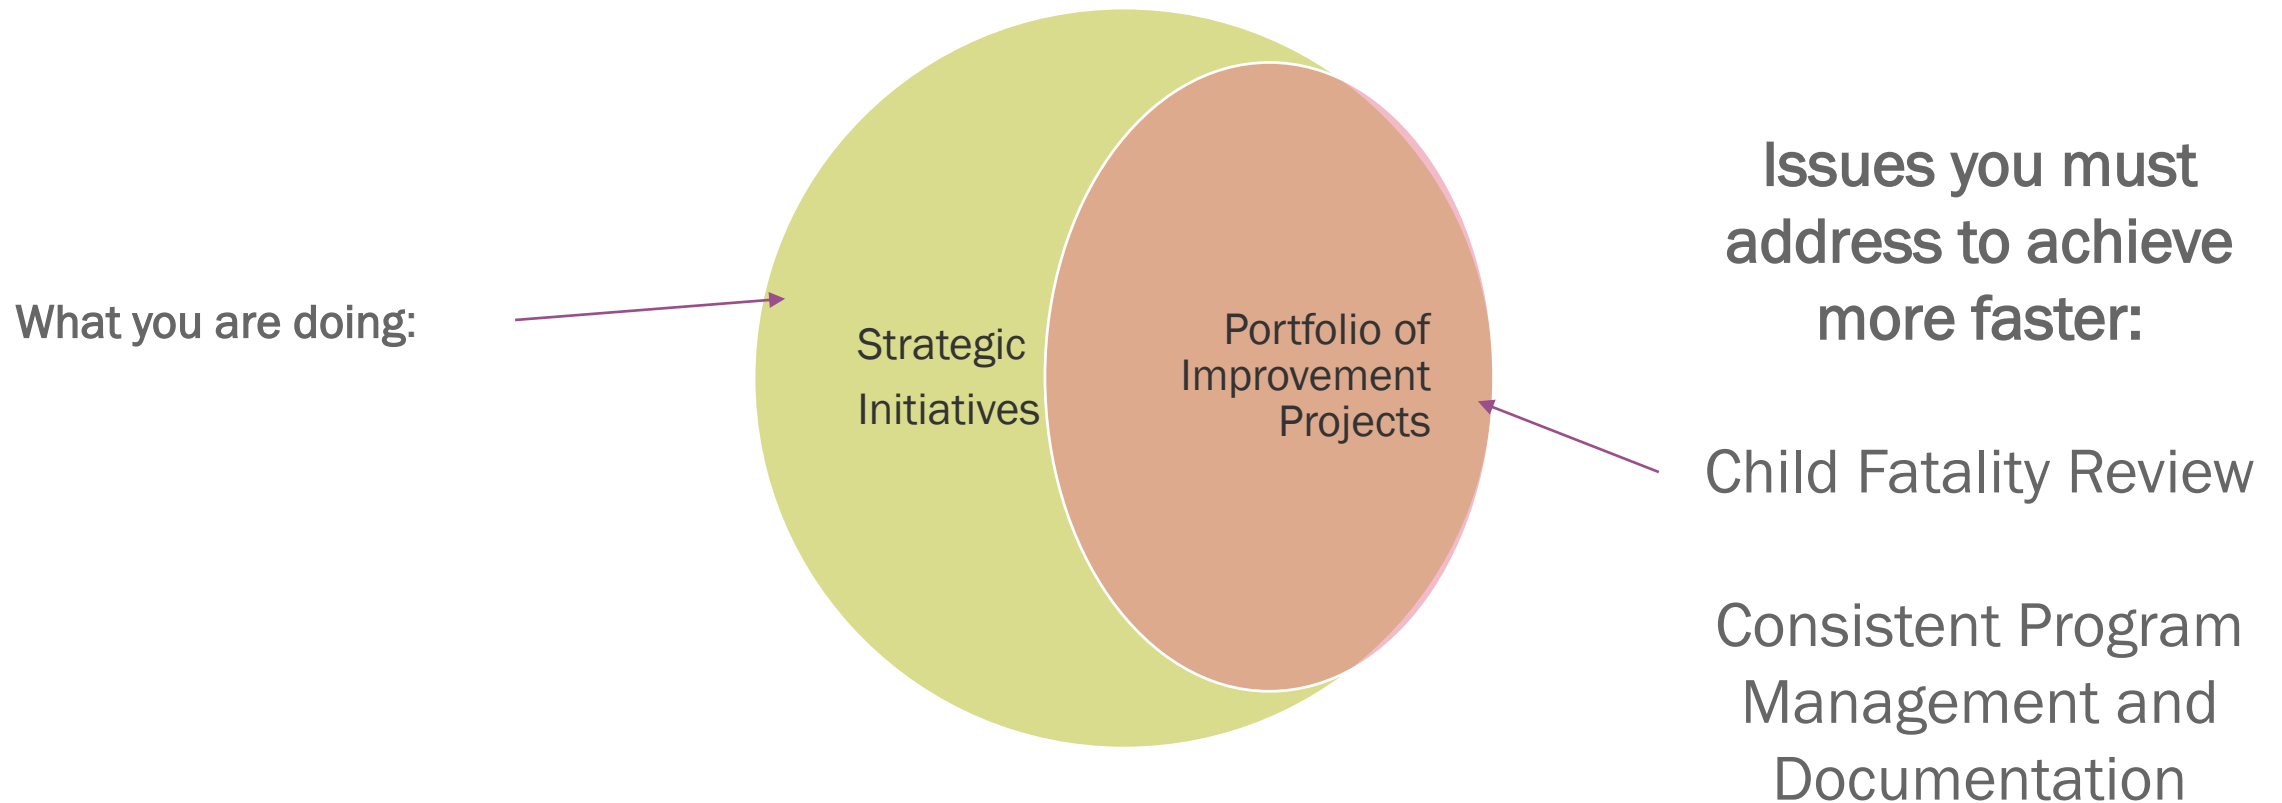 What you are doing:
Strategic
Initiatives
Portfolio of
Improvement
Projects
Issues you must
address to achieve
more faster:
Child Fatality Review
Consistent Program
Management and
Documentation